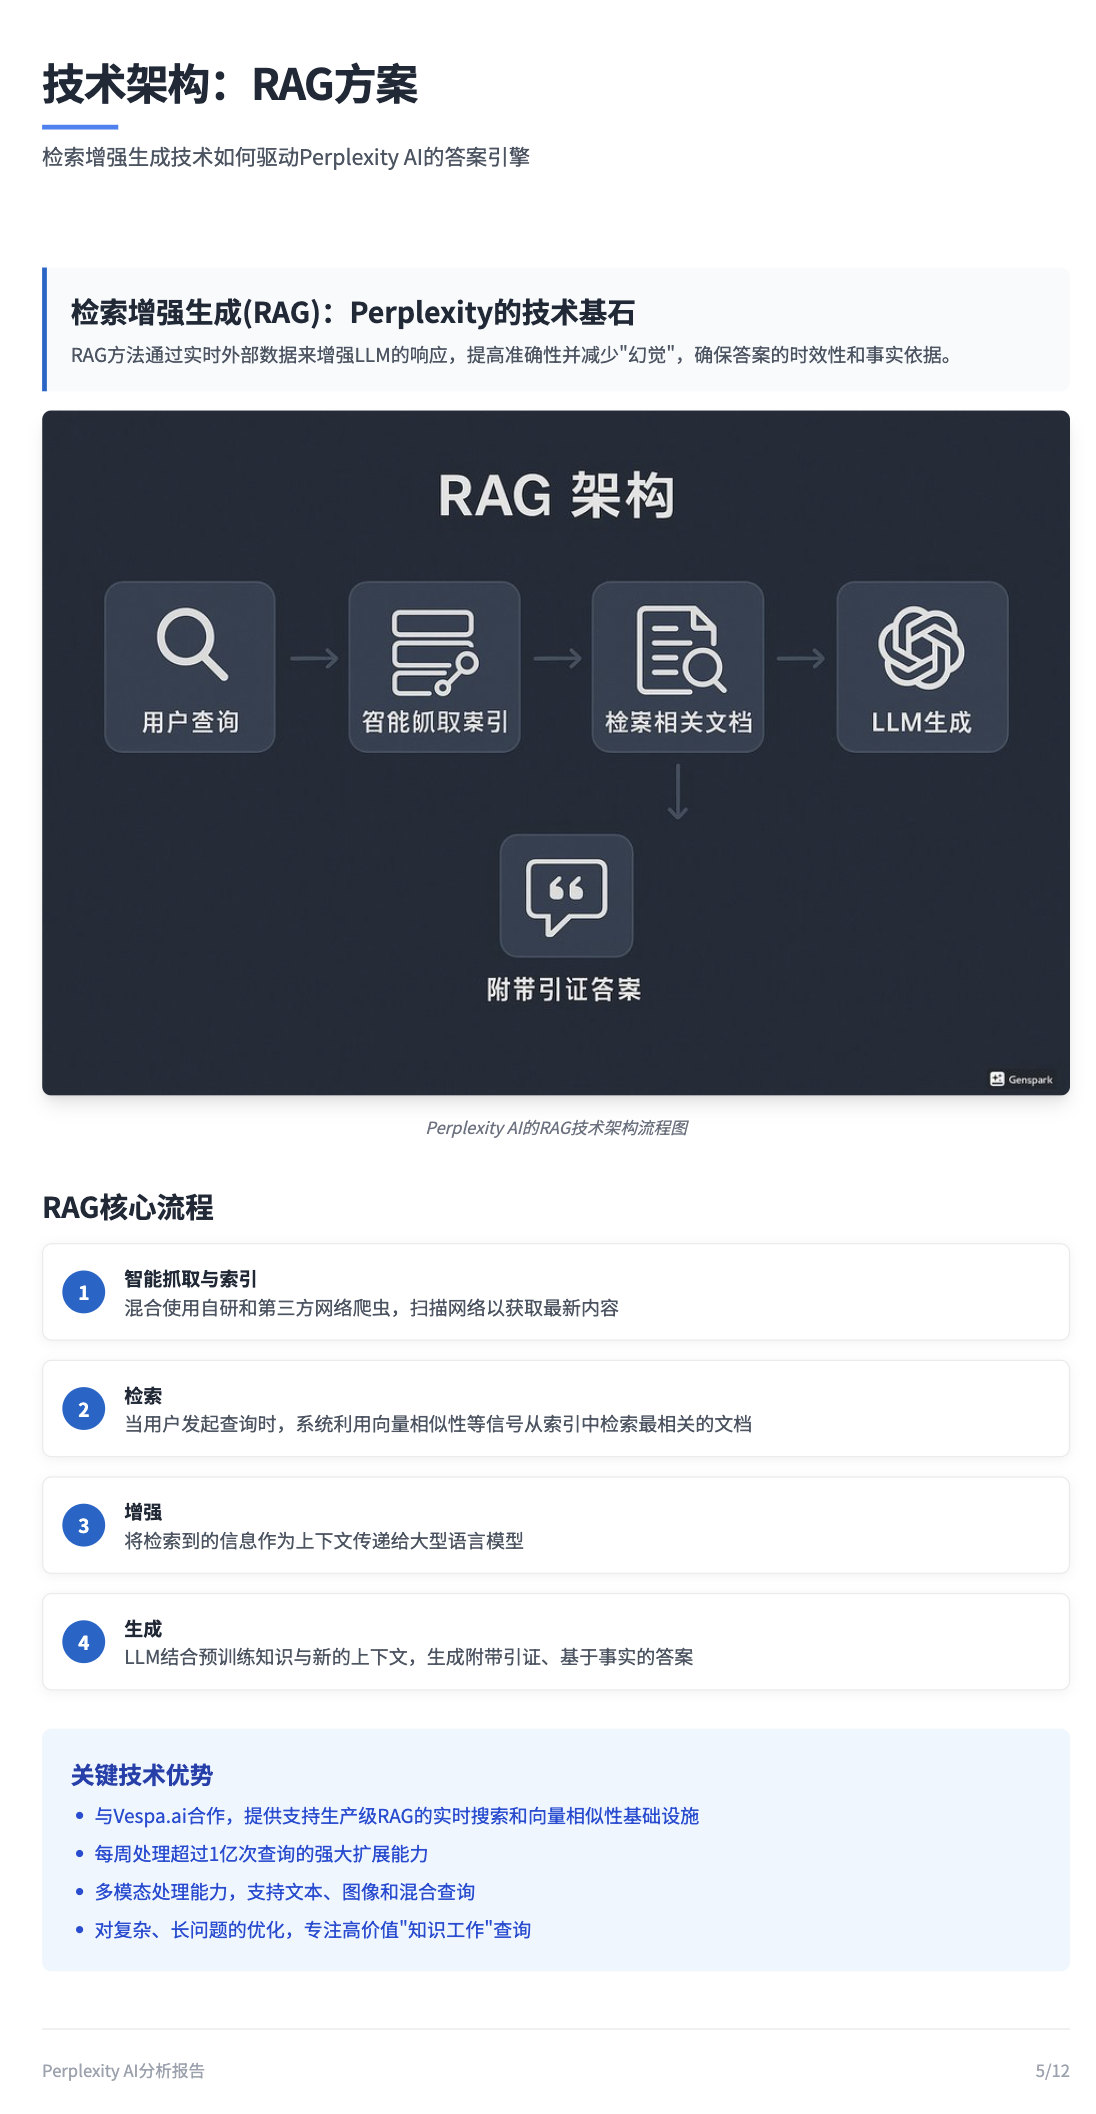 技术架构：RAG方案
检索增强生成技术如何驱动Perplexity AI的答案引擎
检索增强生成(RAG)：Perplexity的技术基石
RAG方法通过实时外部数据来增强LLM的响应，提高准确性并减少"幻觉"，确保答案的时效性和事实依据。
RAG 架构
用户查询
智能抓取索引
检索相关文档
LLM生成
附带引证答案
Genspark
Perplexity AI的RAG技术架构流程图
RAG核心流程
1
智能抓取与索引
混合使用自研和第三方网络爬虫，扫描网络以获取最新内容
2
检索
当用户发起查询时，系统利用向量相似性等信号从索引中检索最相关的文档
3
增强
将检索到的信息作为上下文传递给大型语言模型
4
生成
LLM结合预训练知识与新的上下文，生成附带引证、基于事实的答案
关键技术优势
与Vespa.ai合作，提供支持生产级RAG的实时搜索和向量相似性基础设施
每周处理超过1亿次查询的强大扩展能力
多模态处理能力，支持文本、图像和混合查询
对复杂、长问题的优化，专注高价值"知识工作"查询
Perplexity AI分析报告
5/12